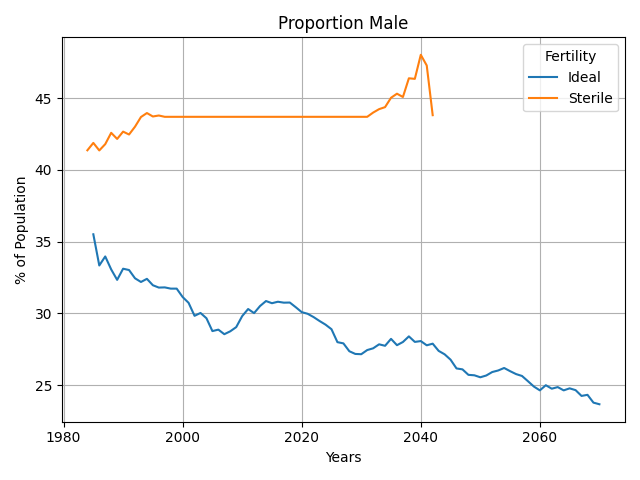 Proportion Male
Fertility
Ideal
Sterile
% of Population
45
40
35
30
25
1980
2000
2020
2040
2060
Years